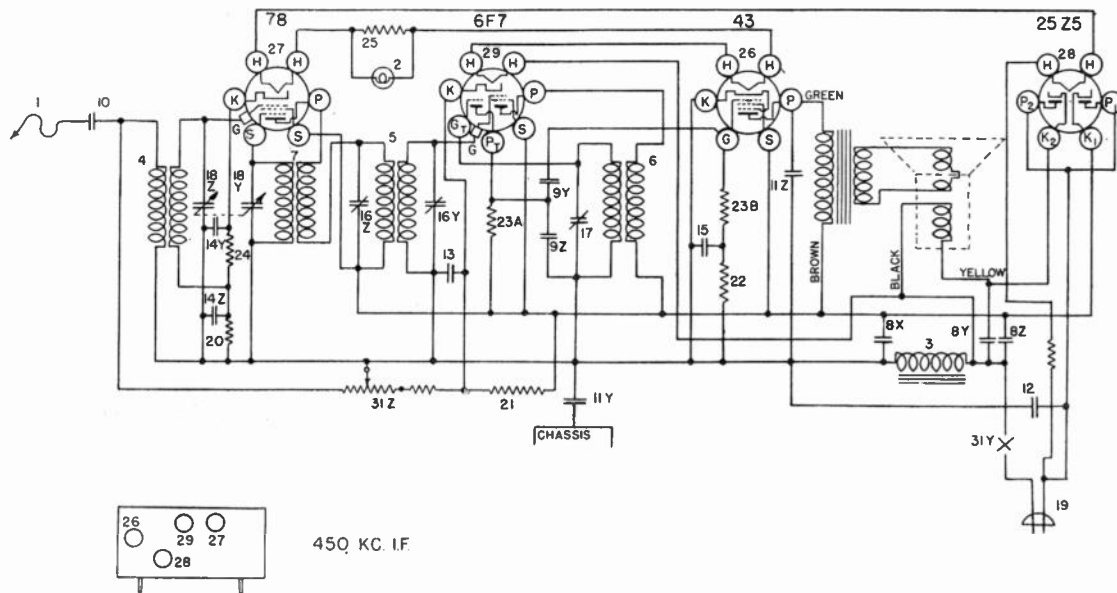 78 6F7 43 25Z5
27 25 29 26 28
H H 2 H H H H H H
K P K P K P P2 P
GREEN
G S S GT G PT S G S K2 K1
1 10
4 7 5 6
18 Z 18 Y 9Y 11Z
16 Z 16Y 23A 23B
14Y 24 9Z 17 15
13 22 BROWN BLACK YELLOW
14Z
20 8X 8Y 8Z
3
31Z 21 11Y 12
CHASSIS
31Y
19
26 29 27
28
450 KC. I.F.